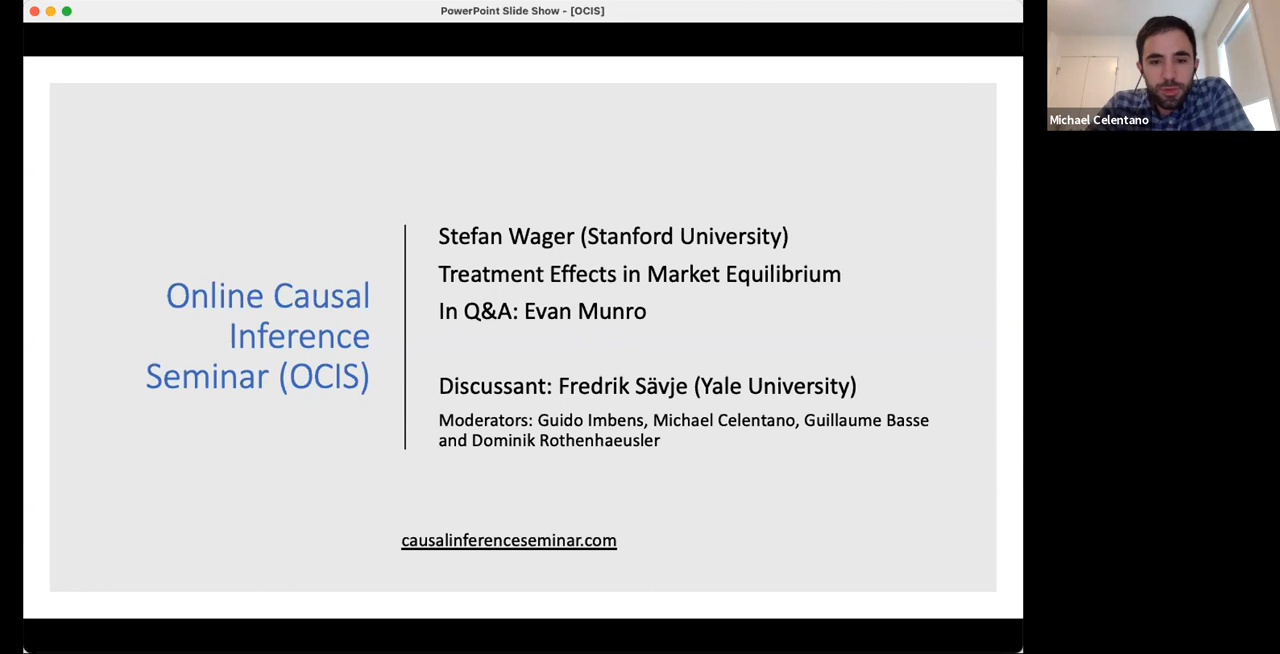 PowerPoint Slide Show - [OCIS]
Michael Celentano
Online Causal
Inference
Seminar (OCIS)
Stefan Wager (Stanford University)
Treatment Effects in Market Equilibrium
In Q&A: Evan Munro
Discussant: Fredrik Sävje (Yale University)
Moderators: Guido Imbens, Michael Celentano, Guillaume Basse
and Dominik Rothenhaeusler
causalinferenceseminar.com